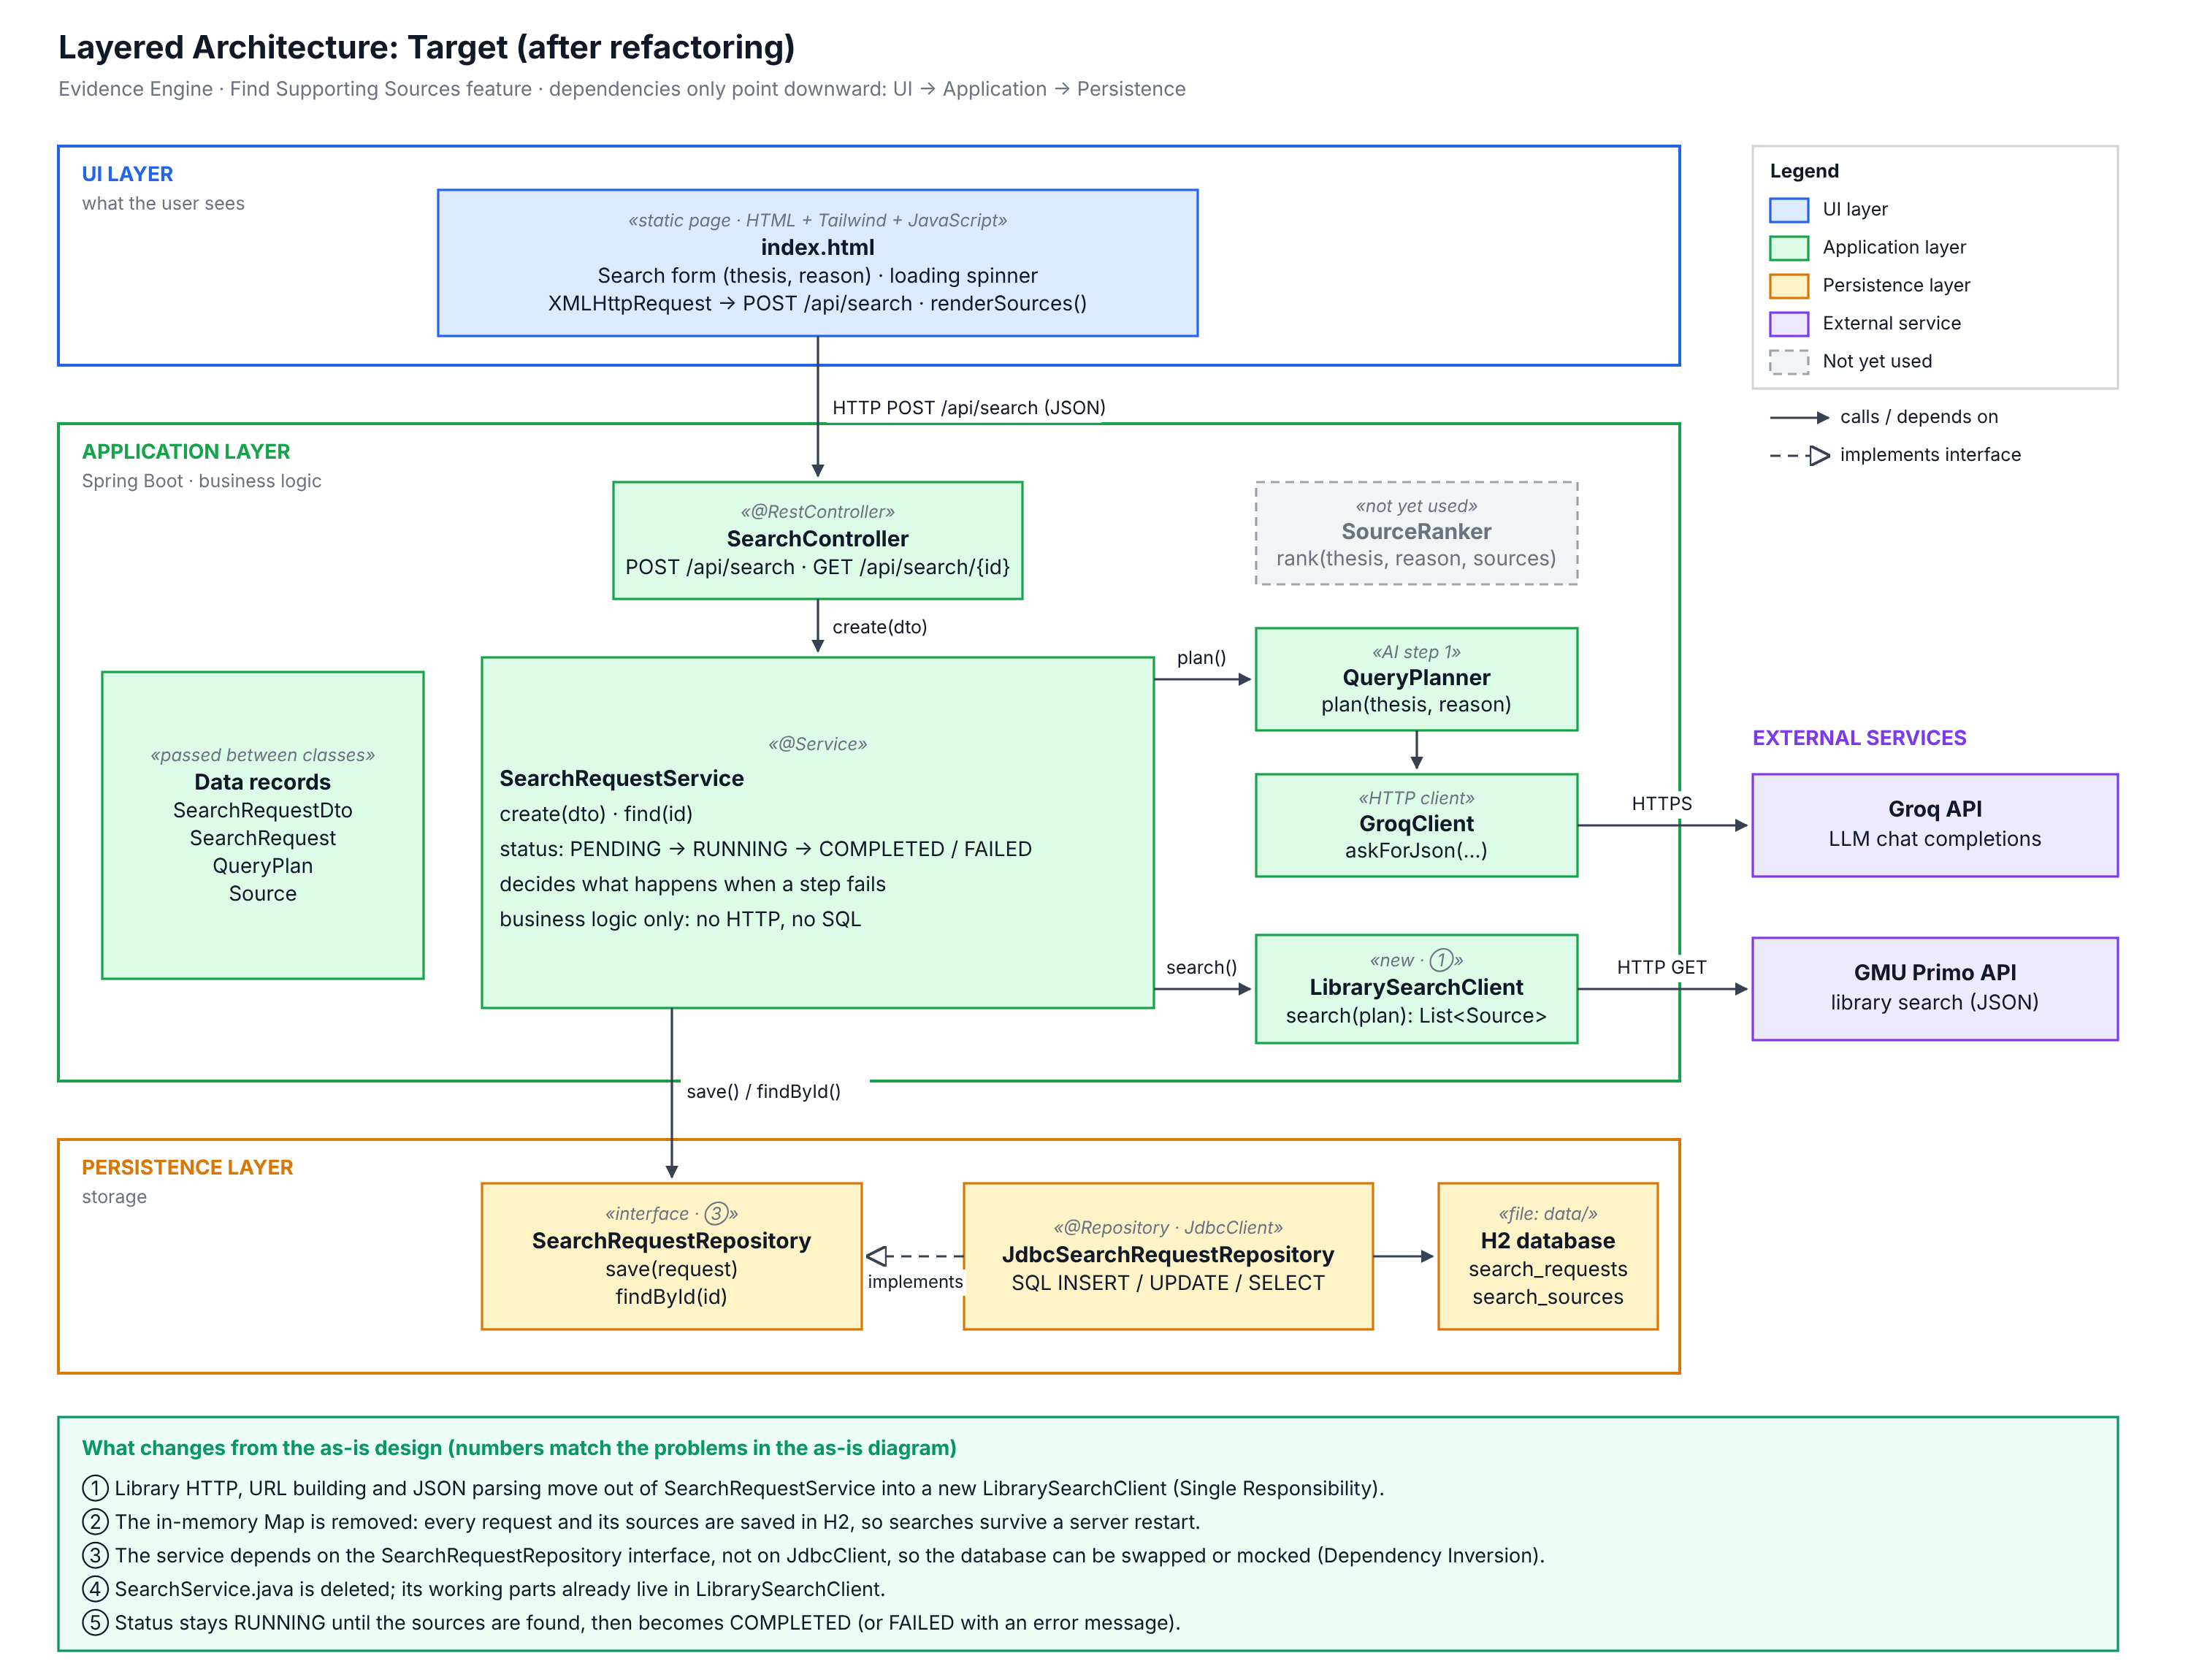 Layered Architecture: Target (after refactoring)
Evidence Engine · Find Supporting Sources feature · dependencies only point downward: UI → Application → Persistence
UI LAYER
what the user sees
«static page · HTML + Tailwind + JavaScript»
index.html
Search form (thesis, reason) · loading spinner
XMLHttpRequest → POST /api/search · renderSources()
Legend
UI layer
Application layer
Persistence layer
External service
Not yet used
calls / depends on
implements interface
HTTP POST /api/search (JSON)
APPLICATION LAYER
Spring Boot · business logic
«@RestController»
SearchController
POST /api/search · GET /api/search/{id}
«not yet used»
SourceRanker
rank(thesis, reason, sources)
create(dto)
«passed between classes»
Data records
SearchRequestDto
SearchRequest
QueryPlan
Source
«@Service»
SearchRequestService
create(dto) · find(id)
status: PENDING → RUNNING → COMPLETED / FAILED
decides what happens when a step fails
business logic only: no HTTP, no SQL
plan()
«AI step 1»
QueryPlanner
plan(thesis, reason)
«HTTP client»
GroqClient
askForJson(...)
HTTPS
EXTERNAL SERVICES
Groq API
LLM chat completions
search()
«new · ①»
LibrarySearchClient
search(plan): List<Source>
HTTP GET
GMU Primo API
library search (JSON)
save() / findById()
PERSISTENCE LAYER
storage
«interface · ③»
SearchRequestRepository
save(request)
findById(id)
implements
«@Repository · JdbcClient»
JdbcSearchRequestRepository
SQL INSERT / UPDATE / SELECT
«file: data/»
H2 database
search_requests
search_sources
What changes from the as-is design (numbers match the problems in the as-is diagram)
① Library HTTP, URL building and JSON parsing move out of SearchRequestService into a new LibrarySearchClient (Single Responsibility).
② The in-memory Map is removed: every request and its sources are saved in H2, so searches survive a server restart.
③ The service depends on the SearchRequestRepository interface, not on JdbcClient, so the database can be swapped or mocked (Dependency Inversion).
④ SearchService.java is deleted; its working parts already live in LibrarySearchClient.
⑤ Status stays RUNNING until the sources are found, then becomes COMPLETED (or FAILED with an error message).